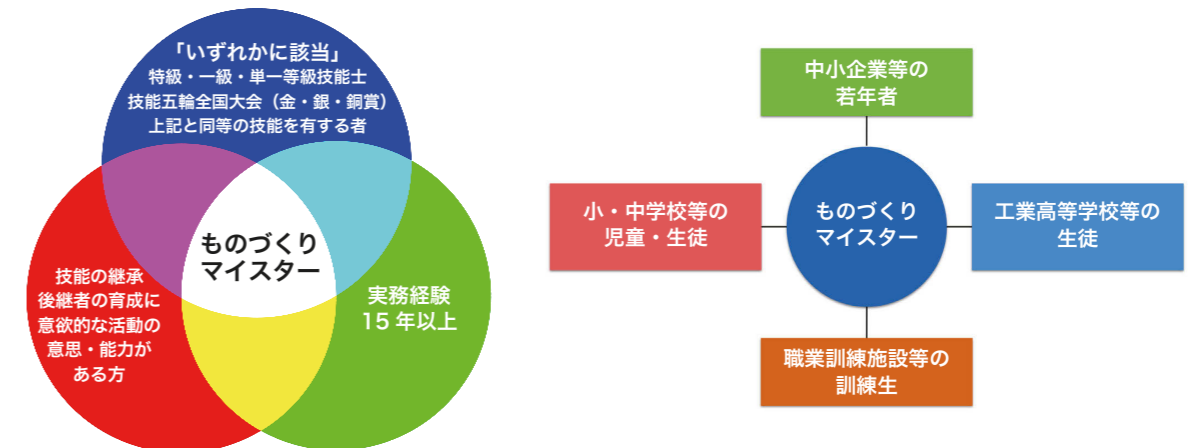 「いずれかに該当」
特級・一級・単一等級技能士
技能五輪全国大会（金・銀・銅賞）
上記と同等の技能を有する者
ものづくり
マイスター
技能の継承
後継者の育成に
意欲的な活動の
意思・能力が
ある方
実務経験
15 年以上
中小企業等の
若年者
小・中学校等の
児童・生徒
ものづくり
マイスター
工業高等学校等の
生徒
職業訓練施設等の
訓練生